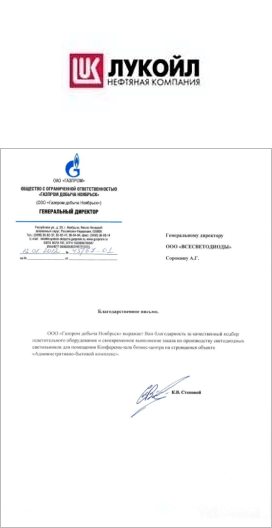 ЛУКОЙЛ
НЕФТЯНАЯ КОМПАНИЯ
ОАО «ГАЗПРОМ»
ОБЩЕСТВО С ОГРАНИЧЕННОЙ ОТВЕТСТВЕННОСТЬЮ
«ГАЗПРОМ ДОБЫЧА НОЯБРЬСК»
(ООО «Газпром добыча Ноябрьск»)
ГЕНЕРАЛЬНЫЙ ДИРЕКТОР
Генеральному директору
ООО «ВСЕСВЕТОДИОДЫ»
Сорокину А.Г.
Благодарственное письмо.
ООО «Газпром добыча Ноябрьск» выражает Вам благодарность за качественный подбор
осветительного оборудования и своевременное выполнение заказа по производству светодиодных
светильников для помещения Конференц-зала бизнес-центра на строящемся объекте
«Административно-бытовой комплекс».
К.В. Степовой